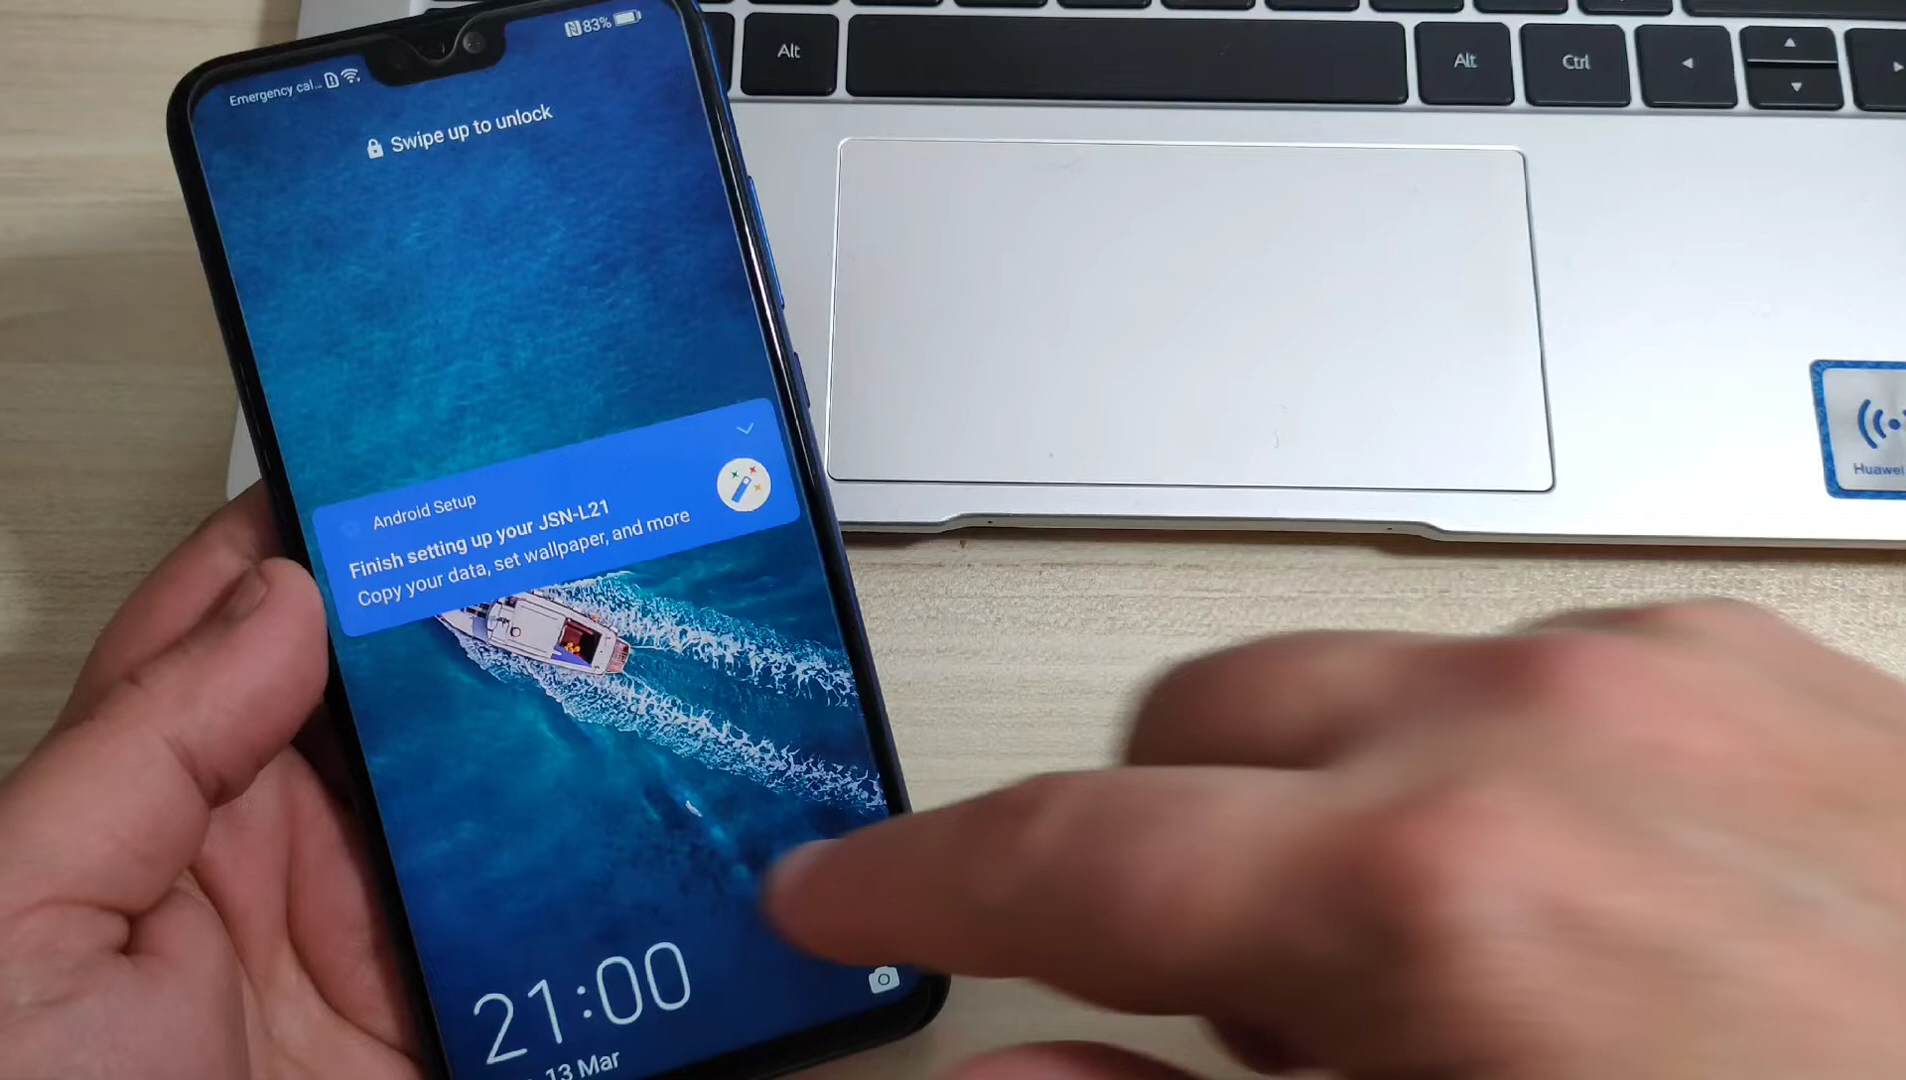 Emergency cal...
83%
Swipe up to unlock
Android Setup
Finish setting up your JSN-L21
Copy your data, set wallpaper, and more
21:00
13 Mar
Alt
Alt
Ctrl
Huawei